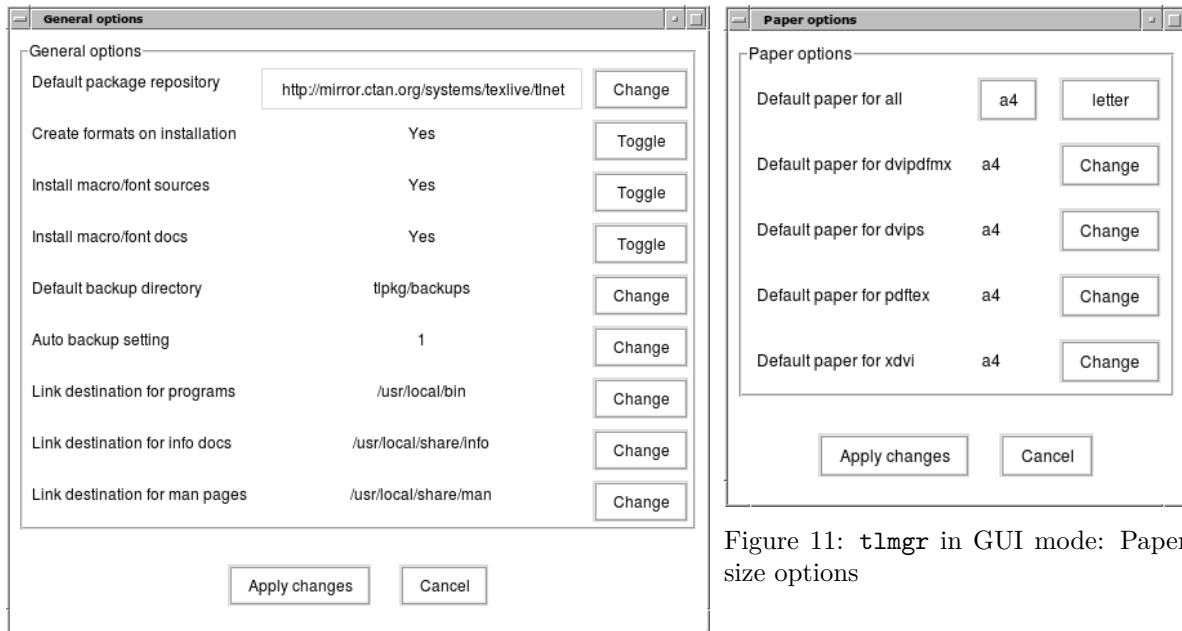 General options
General options
Default package repository http://mirror.ctan.org/systems/texlive/tlnet Change
Create formats on installation Yes Toggle
Install macro/font sources Yes Toggle
Install macro/font docs Yes Toggle
Default backup directory tlpkg/backups Change
Auto backup setting 1 Change
Link destination for programs /usr/local/bin Change
Link destination for info docs /usr/local/share/info Change
Link destination for man pages /usr/local/share/man Change
Apply changes Cancel
Paper options
Paper options
Default paper for all a4 letter
Default paper for dvipdfmx a4 Change
Default paper for dvips a4 Change
Default paper for pdftex a4 Change
Default paper for xdvi a4 Change
Apply changes Cancel
Figure 11: tlmgr in GUI mode: Paper
size options